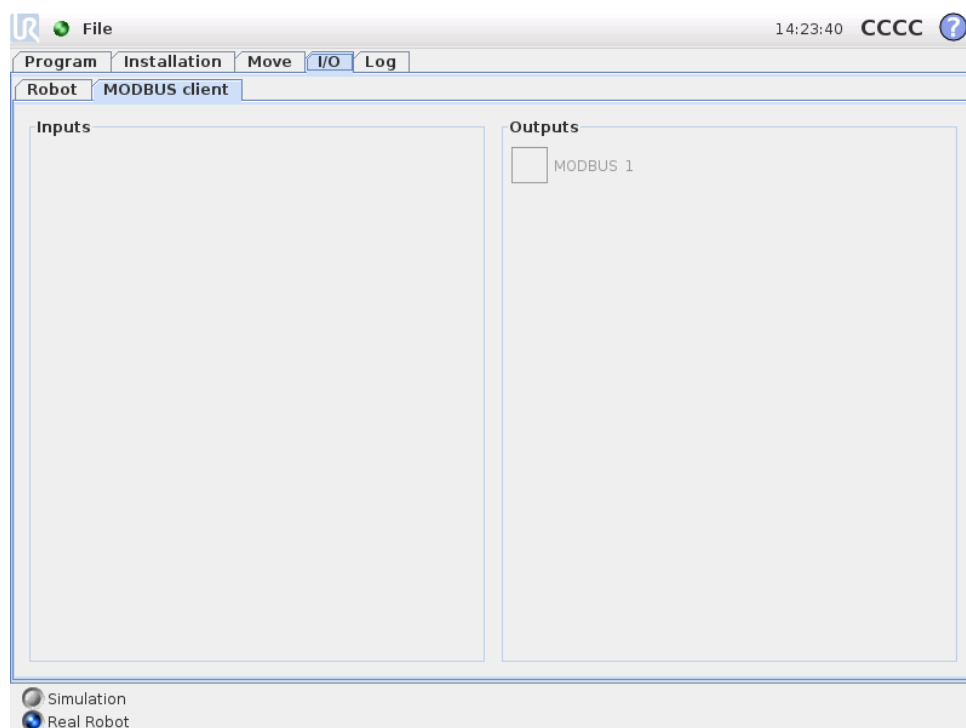 UR File 14:23:40 CCCC ?
Program Installation Move I/O Log
Robot MODBUS client
Inputs Outputs
MODBUS 1
Simulation
Real Robot